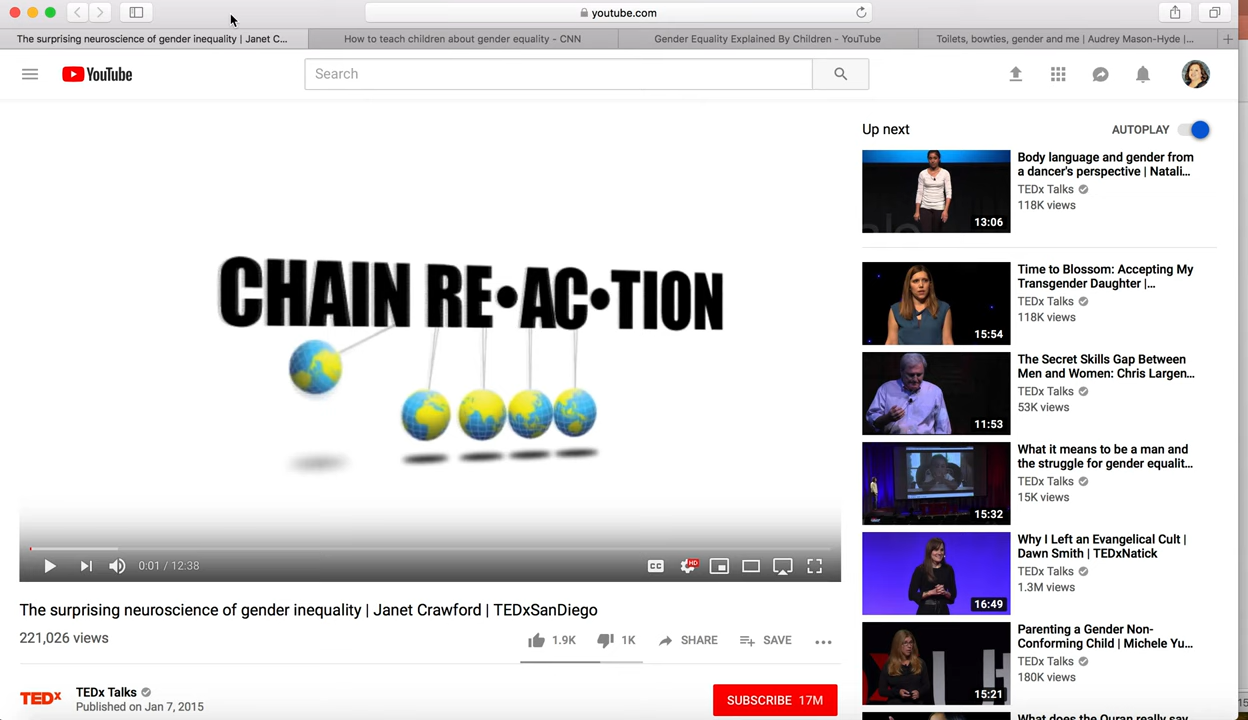 youtube.com
The surprising neuroscience of gender inequality | Janet C...
How to teach children about gender equality - CNN
Gender Equality Explained By Children - YouTube
Toilets, bowties, gender and me | Audrey Mason-Hyde |...
YouTube
Search
CHAIN RE•AC•TION
CC
HD
0:01 / 12:38
The surprising neuroscience of gender inequality | Janet Crawford | TEDxSanDiego
221,026 views
1.9K
1K
SHARE
SAVE
TEDx
TEDx Talks
Published on Jan 7, 2015
SUBSCRIBE 17M
Up next
AUTOPLAY
13:06
Body language and gender from
a dancer's perspective | Natali...
TEDx Talks
118K views
15:54
Time to Blossom: Accepting My
Transgender Daughter |...
TEDx Talks
118K views
11:53
The Secret Skills Gap Between
Men and Women: Chris Largen...
TEDx Talks
53K views
15:32
What it means to be a man and
the struggle for gender equalit...
TEDx Talks
15K views
16:49
Why I Left an Evangelical Cult |
Dawn Smith | TEDxNatick
TEDx Talks
1.3M views
15:21
Parenting a Gender Non-
Conforming Child | Michele Yu...
TEDx Talks
180K views
What does the Quran really say